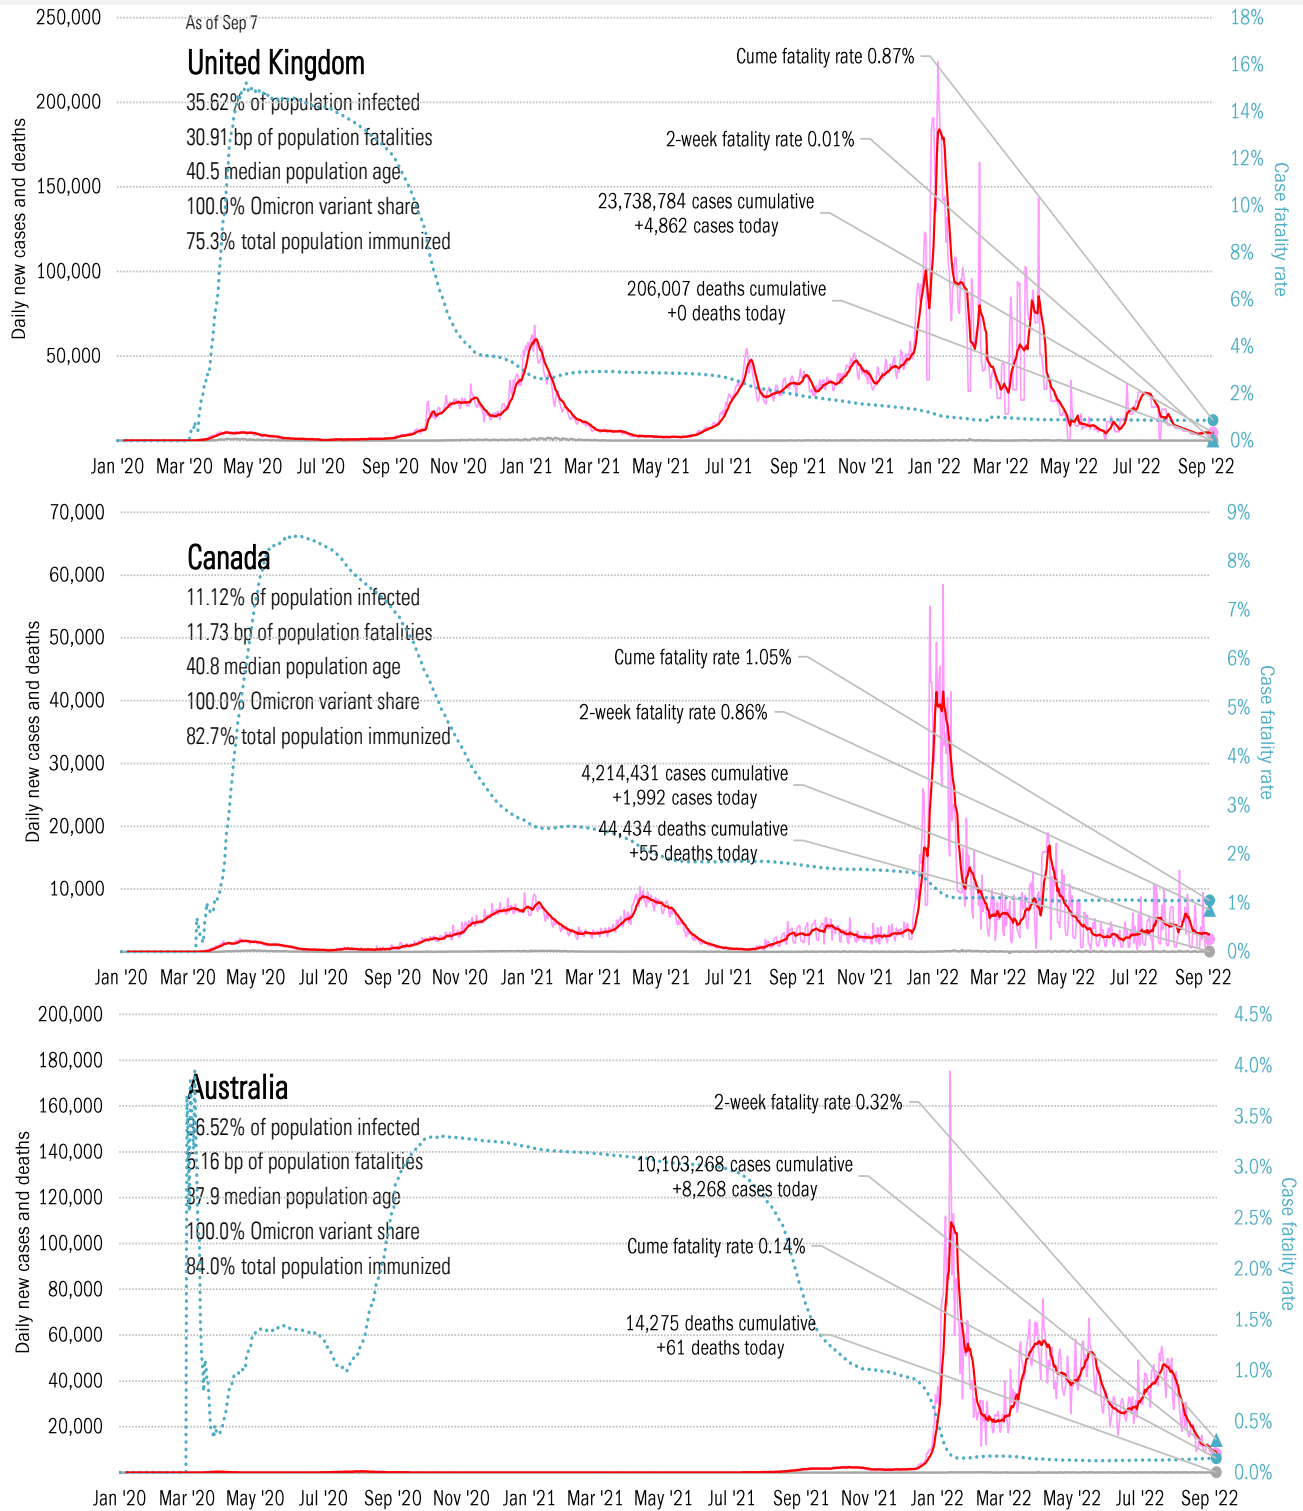 As of Sep 7
United Kingdom
35.62% of population infected
30.91 bp of population fatalities
40.5 median population age
100.0% Omicron variant share
75.3% total population immunized
Cume fatality rate 0.87%
2-week fatality rate 0.01%
23,738,784 cases cumulative
+4,862 cases today
206,007 deaths cumulative
+0 deaths today
Daily new cases and deaths
250,000
200,000
150,000
100,000
50,000
Case fatality rate
18%
16%
14%
12%
10%
8%
6%
4%
2%
0%
Jan '20 Mar '20 May '20 Jul '20 Sep '20 Nov '20 Jan '21 Mar '21 May '21 Jul '21 Sep '21 Nov '21 Jan '22 Mar '22 May '22 Jul '22 Sep '22
Canada
11.12% of population infected
11.73 bp of population fatalities
40.8 median population age
100.0% Omicron variant share
82.7% total population immunized
Cume fatality rate 1.05%
2-week fatality rate 0.86%
4,214,431 cases cumulative
+1,992 cases today
44,434 deaths cumulative
+55 deaths today
Daily new cases and deaths
70,000
60,000
50,000
40,000
30,000
20,000
10,000
Case fatality rate
9%
8%
7%
6%
5%
4%
3%
2%
1%
0%
Jan '20 Mar '20 May '20 Jul '20 Sep '20 Nov '20 Jan '21 Mar '21 May '21 Jul '21 Sep '21 Nov '21 Jan '22 Mar '22 May '22 Jul '22 Sep '22
Australia
36.52% of population infected
5.16 bp of population fatalities
37.9 median population age
100.0% Omicron variant share
84.0% total population immunized
2-week fatality rate 0.32%
10,103,268 cases cumulative
+8,268 cases today
Cume fatality rate 0.14%
14,275 deaths cumulative
+61 deaths today
Daily new cases and deaths
200,000
180,000
160,000
140,000
120,000
100,000
80,000
60,000
40,000
20,000
Case fatality rate
4.5%
4.0%
3.5%
3.0%
2.5%
2.0%
1.5%
1.0%
0.5%
0.0%
Jan '20 Mar '20 May '20 Jul '20 Sep '20 Nov '20 Jan '21 Mar '21 May '21 Jul '21 Sep '21 Nov '21 Jan '22 Mar '22 May '22 Jul '22 Sep '22